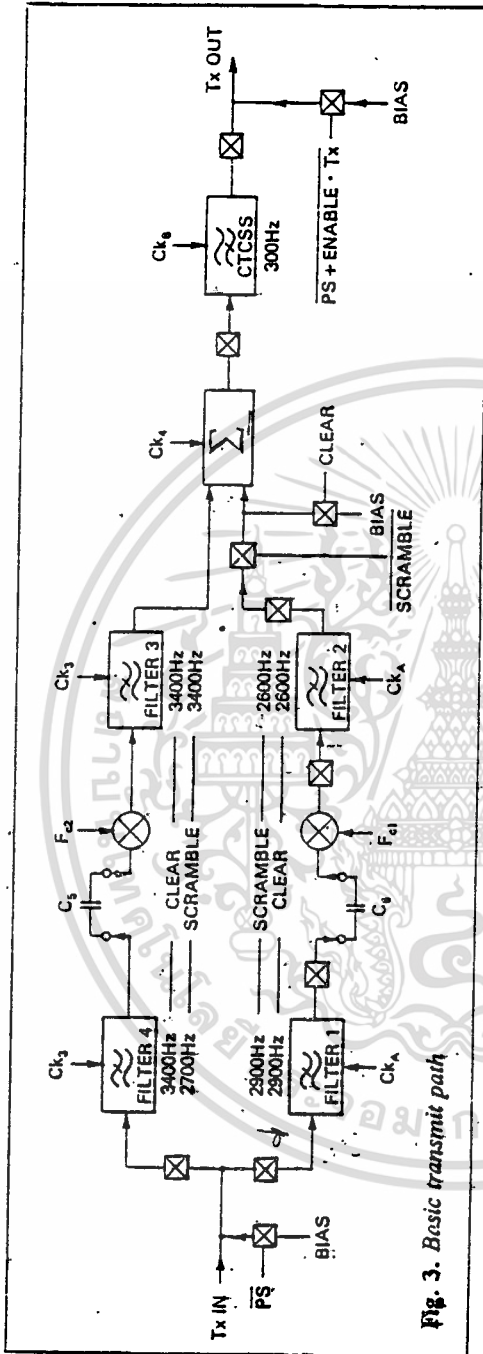 Tx IN
PS
BIAS
Ck₃
FILTER 4
3400Hz
2700Hz
CLEAR
SCRAMBLE
C₅
F꜀₂
Ck₃
FILTER 3
3400Hz
3400Hz
2900Hz
2900Hz
SCRAMBLE
CLEAR
2600Hz
2600Hz
FILTER 1
CkA
C₆
F꜀₁
FILTER 2
CkA
Ck₄
Σ
CLEAR
BIAS
SCRAMBLE
Ck₆
CTCSS
300Hz
Tx OUT
PS + ENABLE · Tx
BIAS
Fig. 3. Basic transmit path